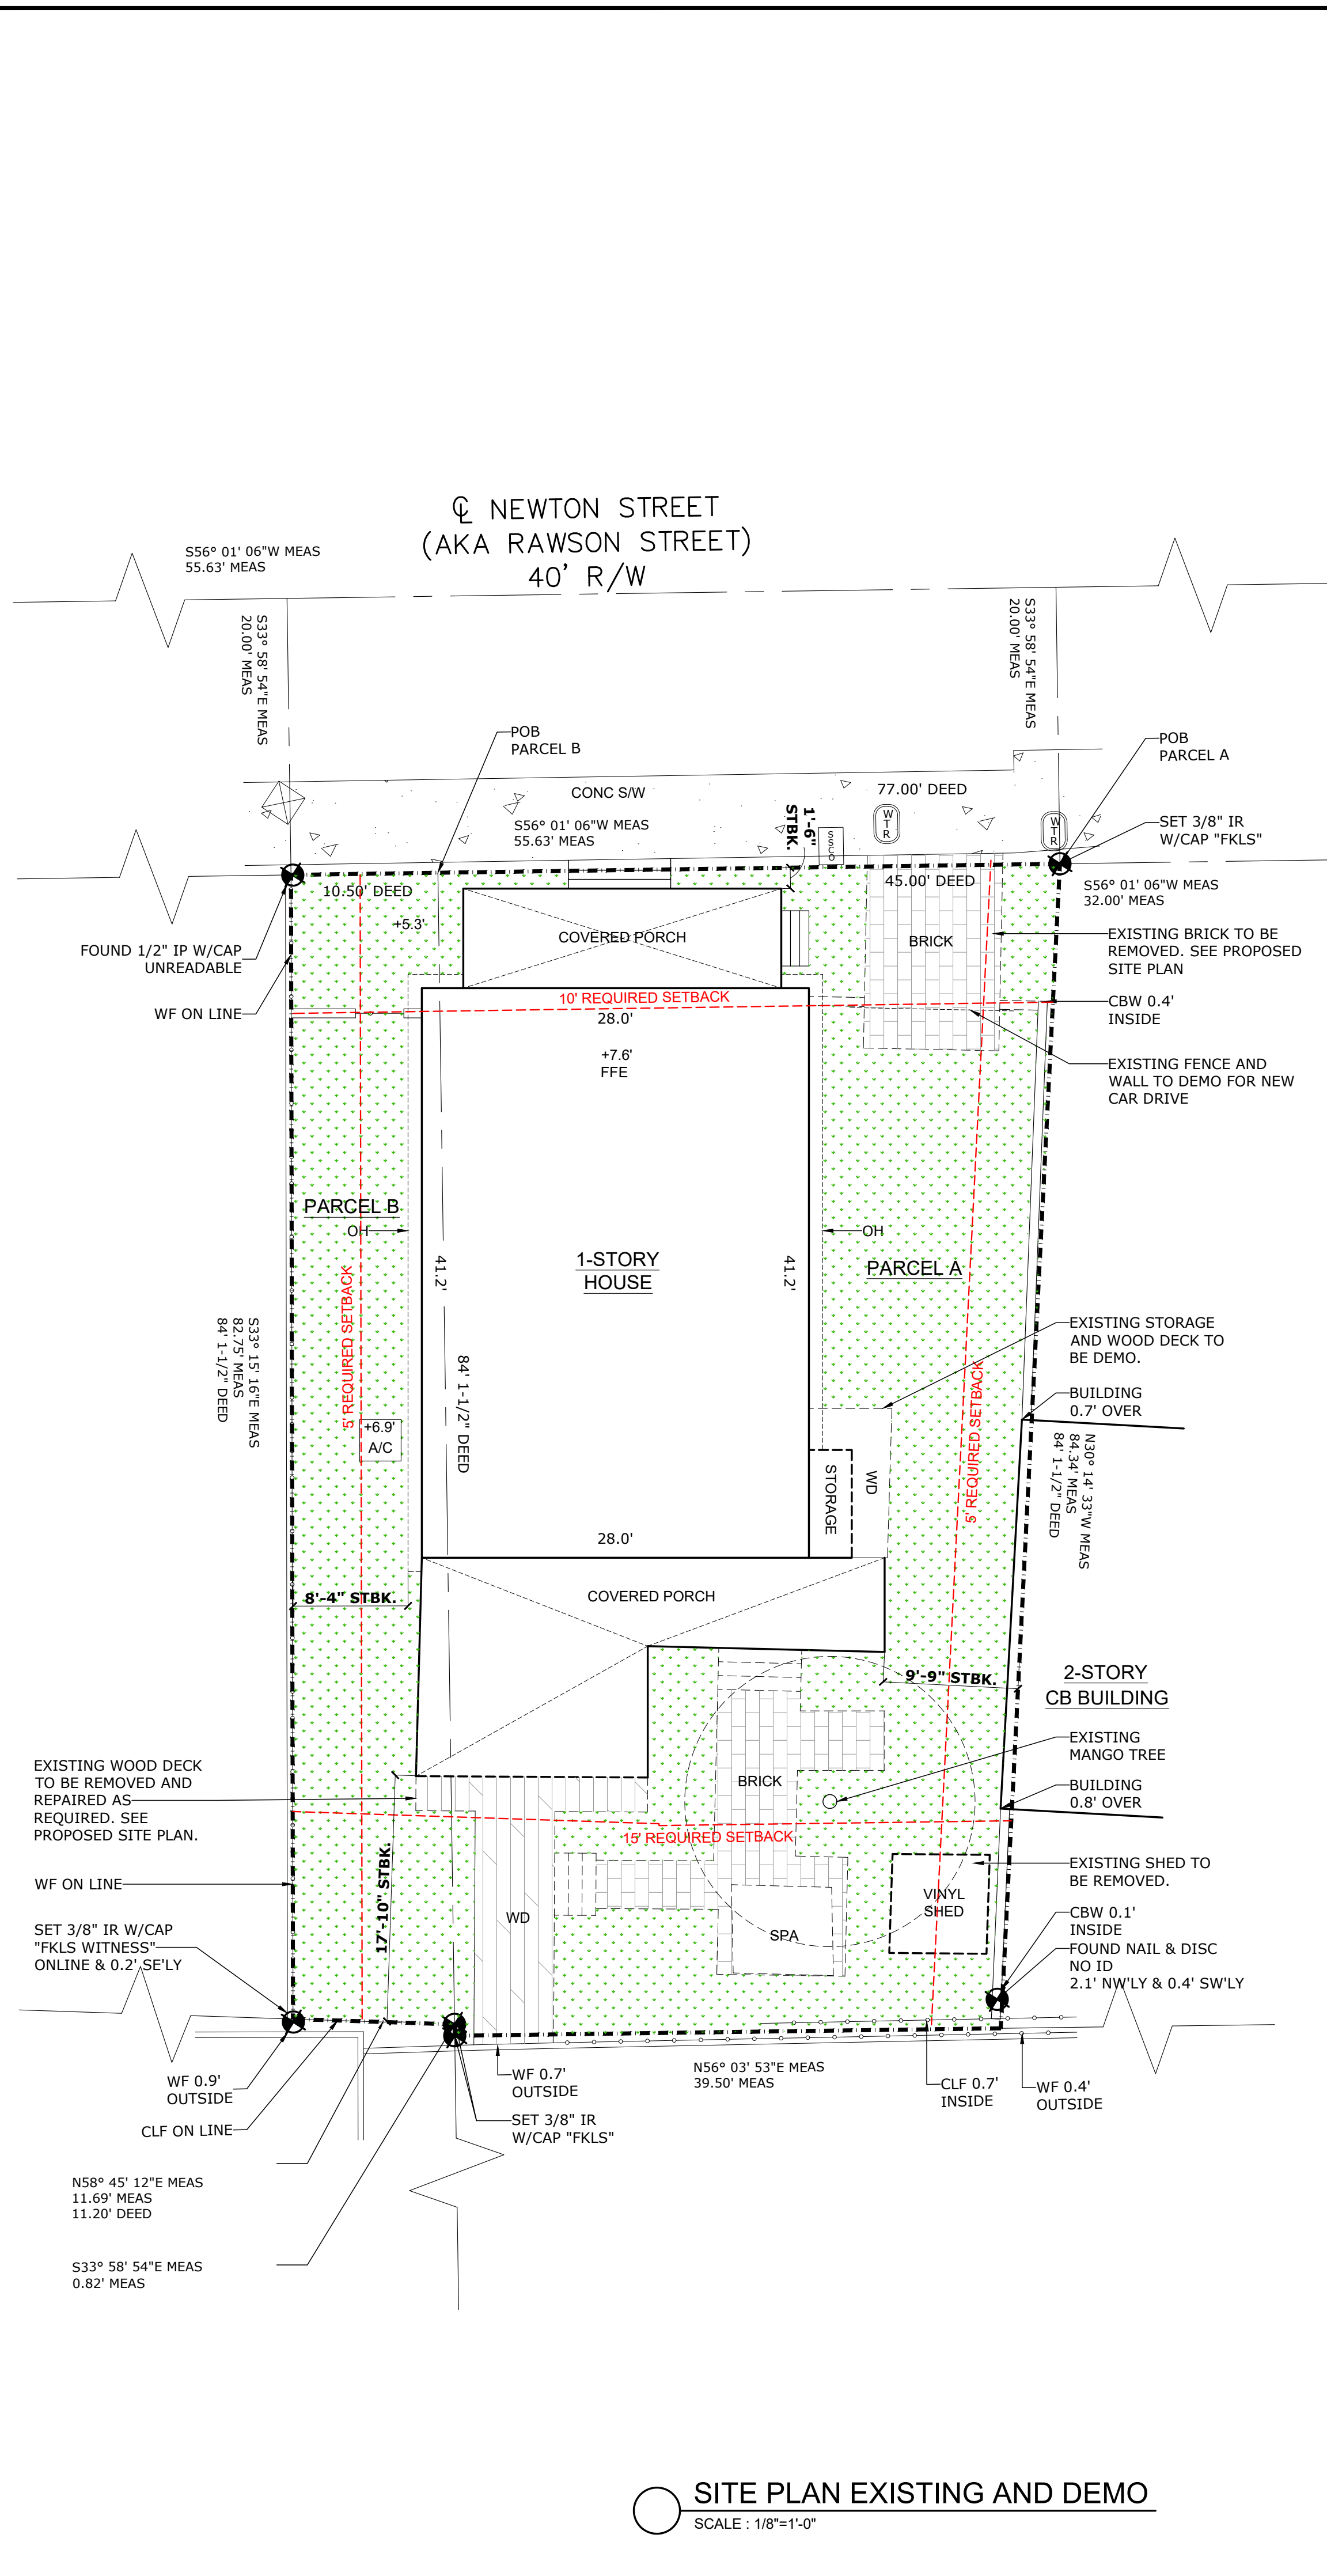 ℄ NEWTON STREET
(AKA RAWSON STREET)
40' R/W
S56° 01' 06"W MEAS
55.63' MEAS
S33° 58' 54"E MEAS
20.00' MEAS
S33° 58' 54"E MEAS
20.00' MEAS
POB
PARCEL B
POB
PARCEL A
CONC S/W
77.00' DEED
S56° 01' 06"W MEAS
55.63' MEAS
1'-6"
STBK.
SSCO
WTR
WTR
SET 3/8" IR
W/CAP "FKLS"
10.50' DEED
45.00' DEED
S56° 01' 06"W MEAS
32.00' MEAS
+5.3'
COVERED PORCH
BRICK
FOUND 1/2" IP W/CAP
UNREADABLE
WF ON LINE
EXISTING BRICK TO BE
REMOVED. SEE PROPOSED
SITE PLAN
10' REQUIRED SETBACK
28.0'
CBW 0.4'
INSIDE
+7.6'
FFE
EXISTING FENCE AND
WALL TO DEMO FOR NEW
CAR DRIVE
PARCEL B
OH
OH
1-STORY
HOUSE
41.2'
41.2'
PARCEL A
5' REQUIRED SETBACK
S33° 15' 16"E MEAS
82.75' MEAS
84' 1-1/2" DEED
84' 1-1/2" DEED
EXISTING STORAGE
AND WOOD DECK TO
BE DEMO.
5' REQUIRED SETBACK
BUILDING
0.7' OVER
+6.9'
A/C
N30° 14' 33"W MEAS
84.34' MEAS
84' 1-1/2" DEED
STORAGE
WD
28.0'
8'-4" STBK.
COVERED PORCH
9'-9" STBK.
2-STORY
CB BUILDING
EXISTING
MANGO TREE
EXISTING WOOD DECK
TO BE REMOVED AND
REPAIRED AS
REQUIRED. SEE
PROPOSED SITE PLAN.
BRICK
BUILDING
0.8' OVER
15' REQUIRED SETBACK
17'-10" STBK.
EXISTING SHED TO
BE REMOVED.
WF ON LINE
VINYL
SHED
WD
SPA
CBW 0.1'
INSIDE
SET 3/8" IR W/CAP
"FKLS WITNESS"
ONLINE & 0.2' SE'LY
FOUND NAIL & DISC
NO ID
2.1' NW'LY & 0.4' SW'LY
WF 0.9'
OUTSIDE
WF 0.7'
OUTSIDE
N56° 03' 53"E MEAS
39.50' MEAS
CLF 0.7'
INSIDE
WF 0.4'
OUTSIDE
CLF ON LINE
SET 3/8" IR
W/CAP "FKLS"
N58° 45' 12"E MEAS
11.69' MEAS
11.20' DEED
S33° 58' 54"E MEAS
0.82' MEAS
SITE PLAN EXISTING AND DEMO
SCALE : 1/8"=1'-0"